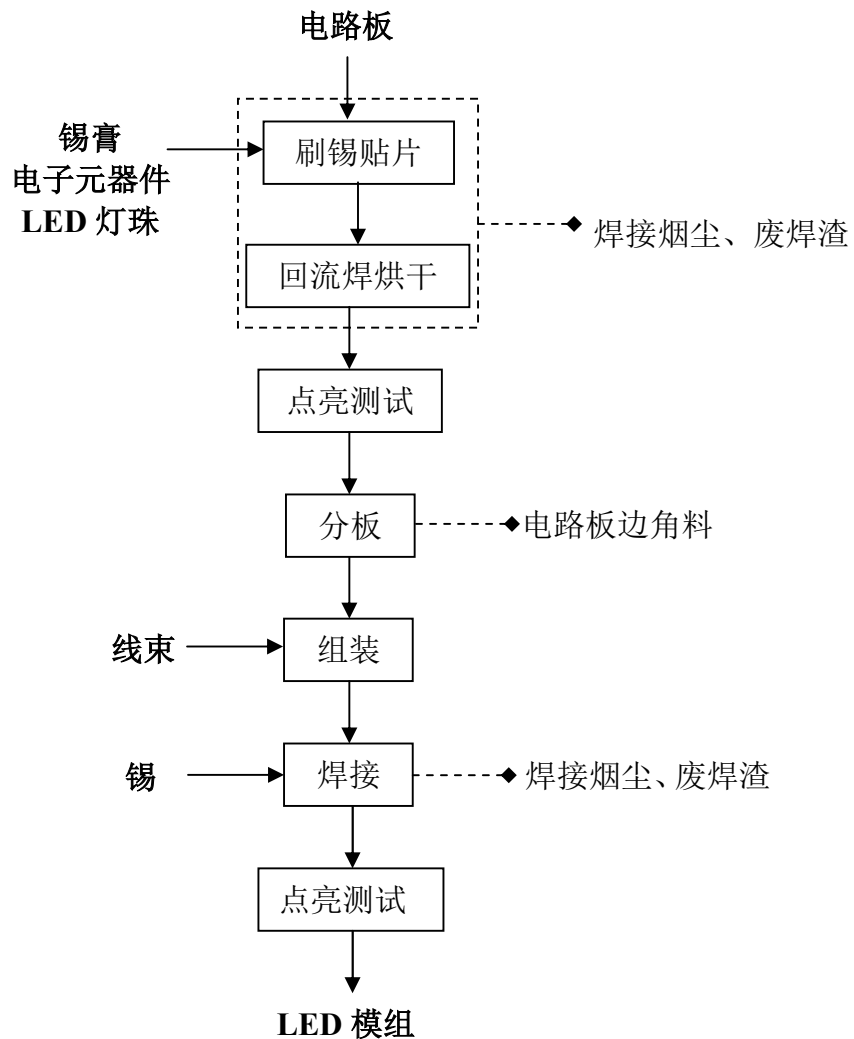 电路板
锡膏
电子元器件
LED 灯珠
刷锡贴片
回流焊烘干
焊接烟尘、废焊渣
点亮测试
分板
电路板边角料
线束
组装
锡
焊接
焊接烟尘、废焊渣
点亮测试
LED 模组